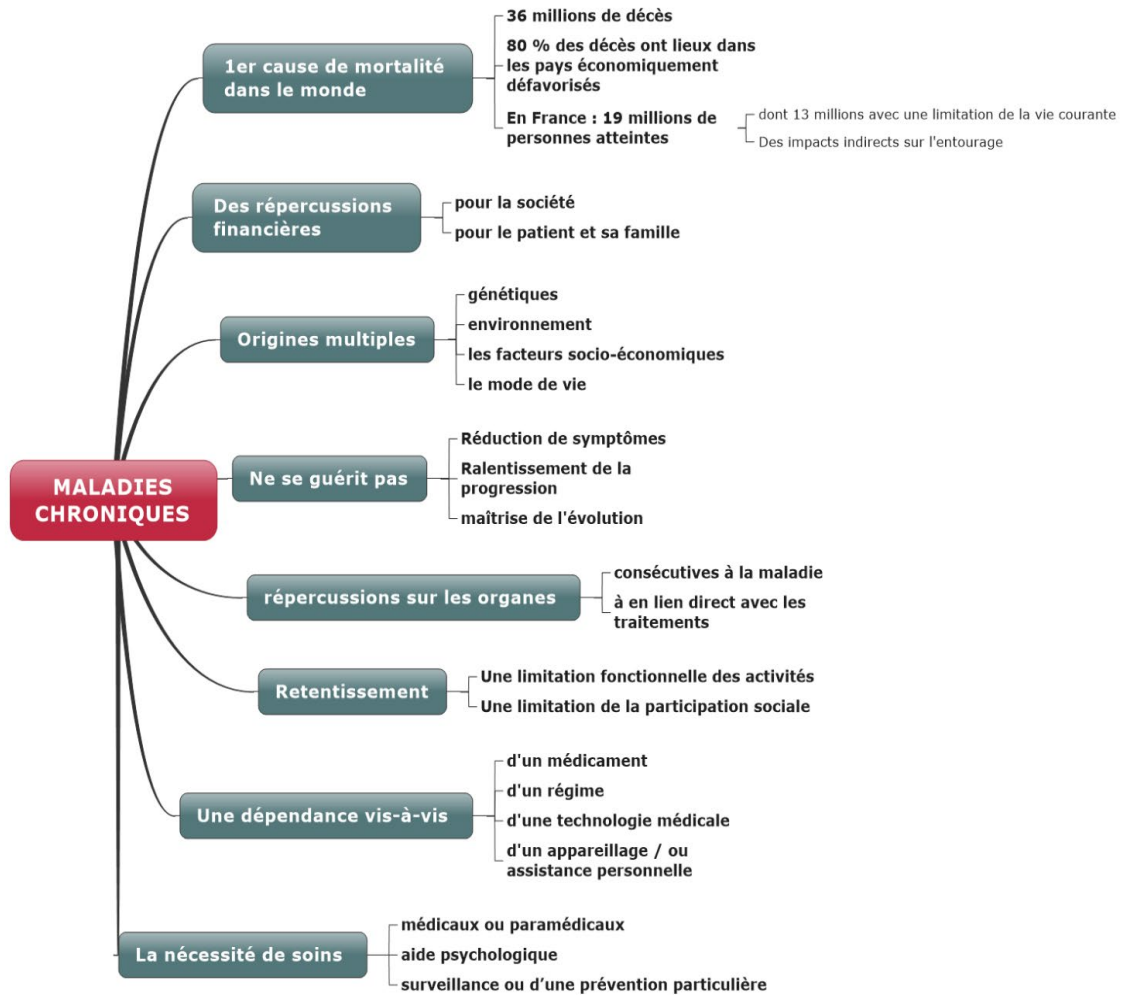 1er cause de mortalité
dans le monde
36 millions de décès
80 % des décès ont lieux dans
les pays économiquement
défavorisés
En France : 19 millions de
personnes atteintes
dont 13 millions avec une limitation de la vie courante
Des impacts indirects sur l'entourage
Des répercussions
financières
pour la société
pour le patient et sa famille
Origines multiples
génétiques
environnement
les facteurs socio-économiques
le mode de vie
MALADIES
CHRONIQUES
Ne se guérit pas
Réduction de symptômes
Ralentissement de la
progression
maîtrise de l'évolution
répercussions sur les organes
consécutives à la maladie
à en lien direct avec les
traitements
Retentissement
Une limitation fonctionnelle des activités
Une limitation de la participation sociale
Une dépendance vis-à-vis
d'un médicament
d'un régime
d'une technologie médicale
d'un appareillage / ou
assistance personnelle
La nécessité de soins
médicaux ou paramédicaux
aide psychologique
surveillance ou d’une prévention particulière